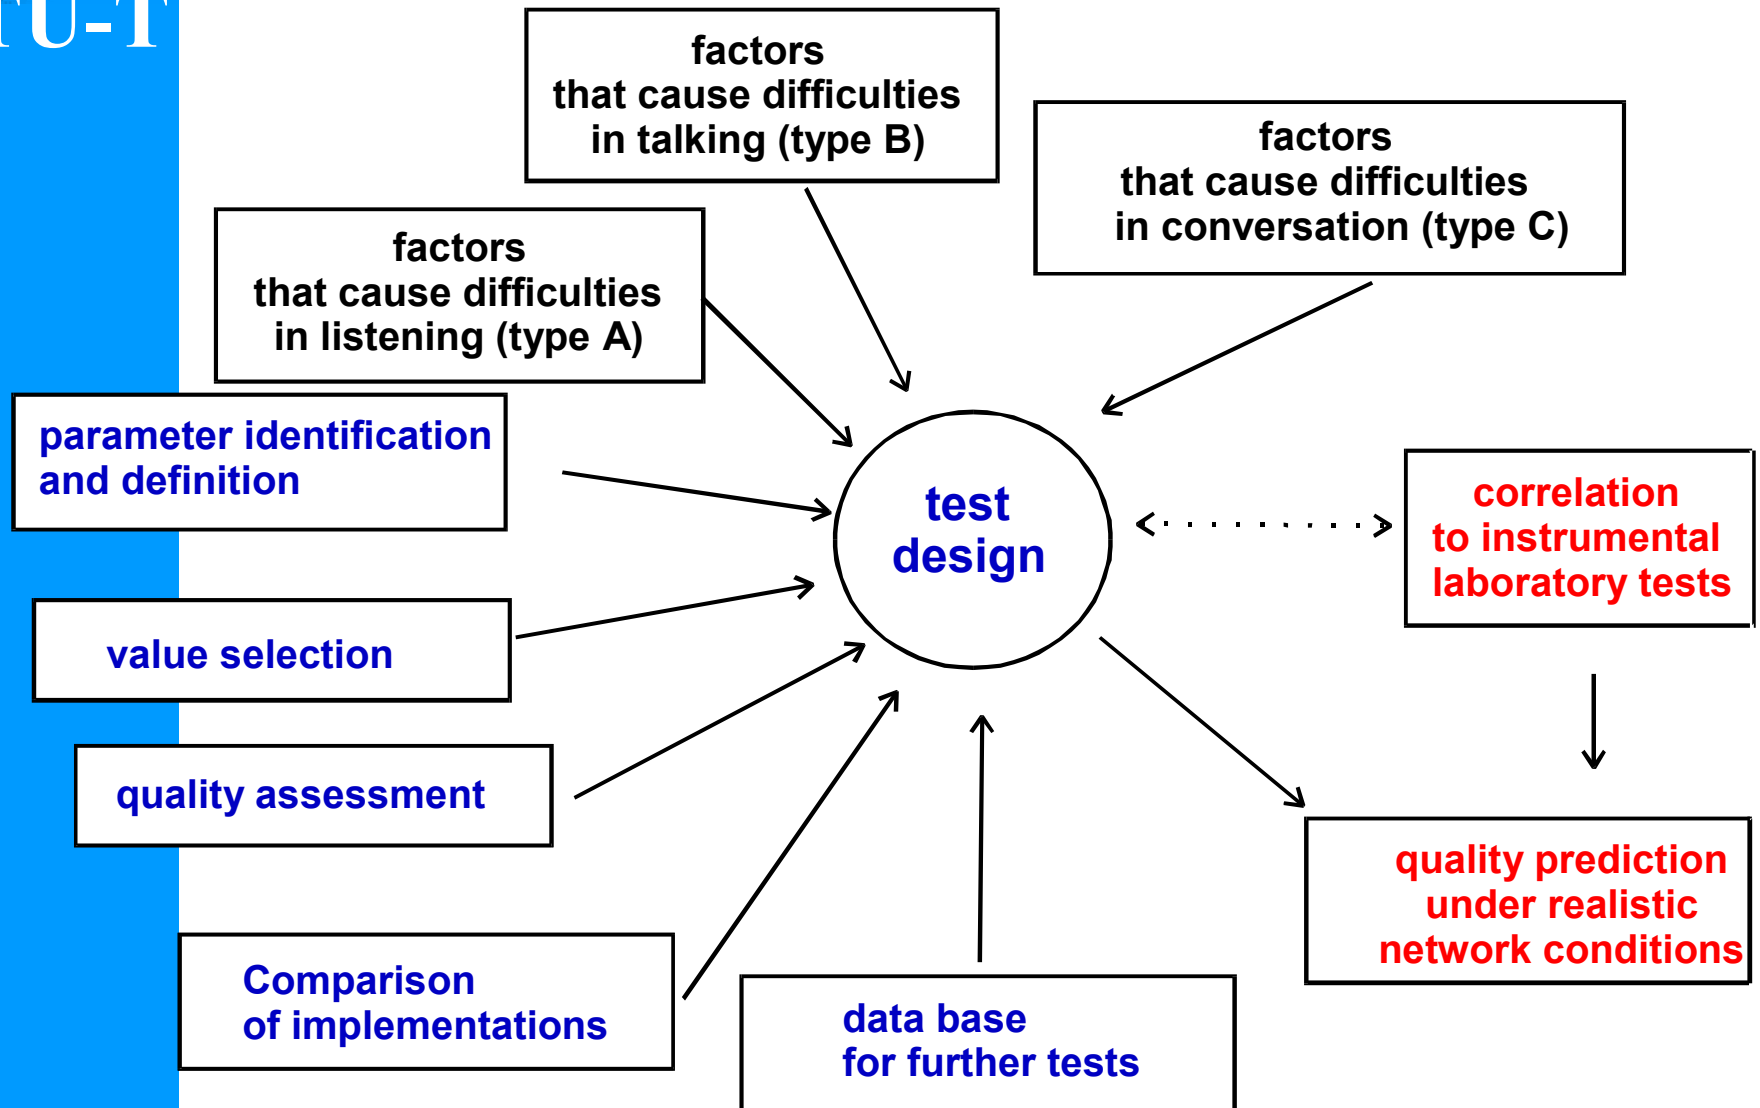 TU-T
factors
that cause difficulties
in talking (type B)
factors
that cause difficulties
in conversation (type C)
factors
that cause difficulties
in listening (type A)
parameter identification
and definition
test
design
correlation
to instrumental
laboratory tests
value selection
quality assessment
quality prediction
under realistic
network conditions
Comparison
of implementations
data base
for further tests